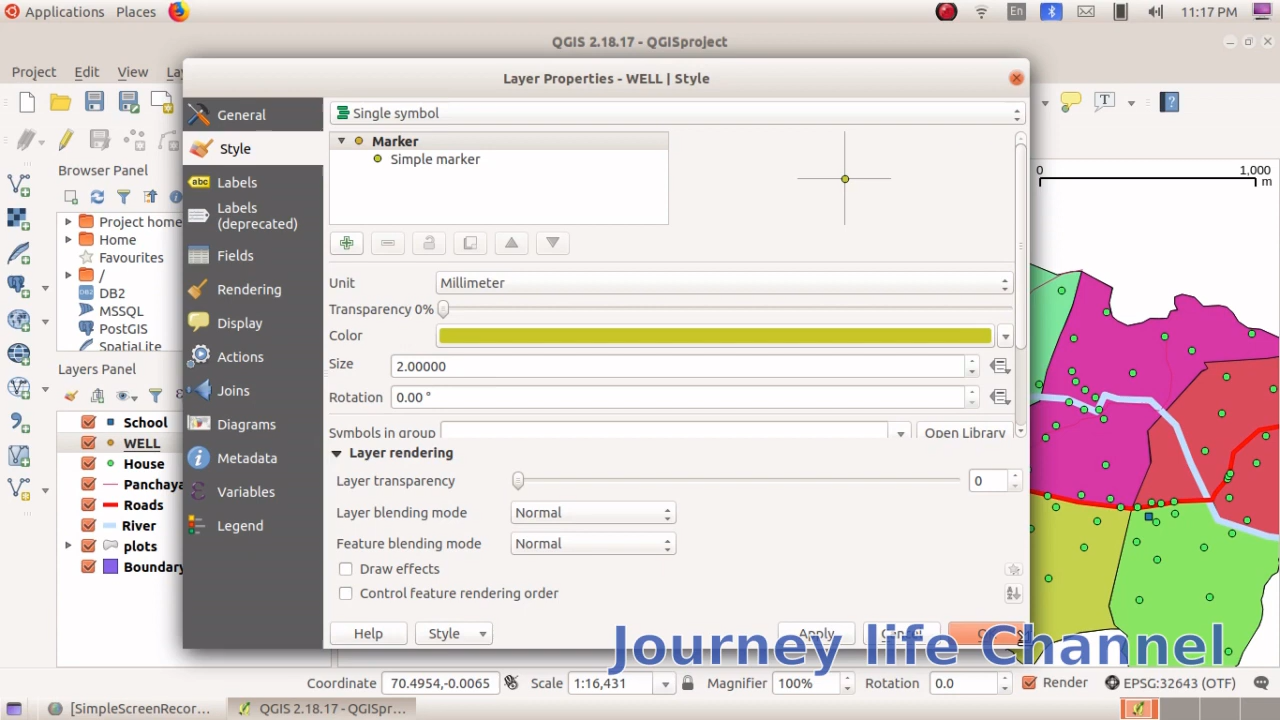 Applications Places En 11:17 PM
QGIS 2.18.17 - QGISproject
Project Edit View La
Layer Properties - WELL | Style
General
Style
Labels
Labels
(deprecated)
Fields
Rendering
Display
Actions
Joins
Diagrams
Metadata
Variables
Legend
Single symbol
Marker
Simple marker
Unit Millimeter
Transparency 0%
Color
Size 2.00000
Rotation 0.00 °
Symbols in group Open Library
Layer rendering
Layer transparency 0
Layer blending mode Normal
Feature blending mode Normal
Draw effects
Control feature rendering order
Help Style Apply
Browser Panel
Project home
Home
Favourites
/
DB2
MSSQL
PostGIS
SpatiaLite
Layers Panel
School
WELL
House
Panchaya
Roads
River
plots
Boundary
0 1,000
m
Journey life Channel
Coordinate 70.4954,-0.0065 Scale 1:16,431 Magnifier 100% Rotation 0.0 Render EPSG:32643 (OTF)
[SimpleScreenRecor... QGIS 2.18.17 - QGISpr...